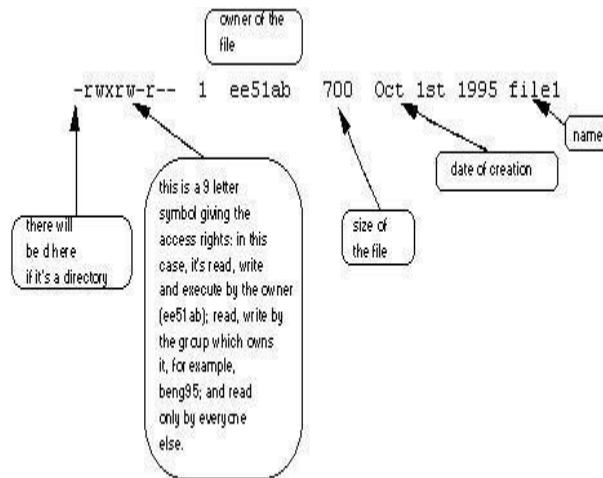 owner of the
file
-rwxrw-r-- 1 ee51ab 700 Oct 1st 1995 file1
name
date of creation
this is a 9 letter
symbol giving the
access rights: in this
case, it's read, write
and execute by the owner
(ee51ab); read, write by
the group which owns
it, for example,
beng95; and read
only by everyone
else.
there will
be d here
if it's a directory
size of
the file